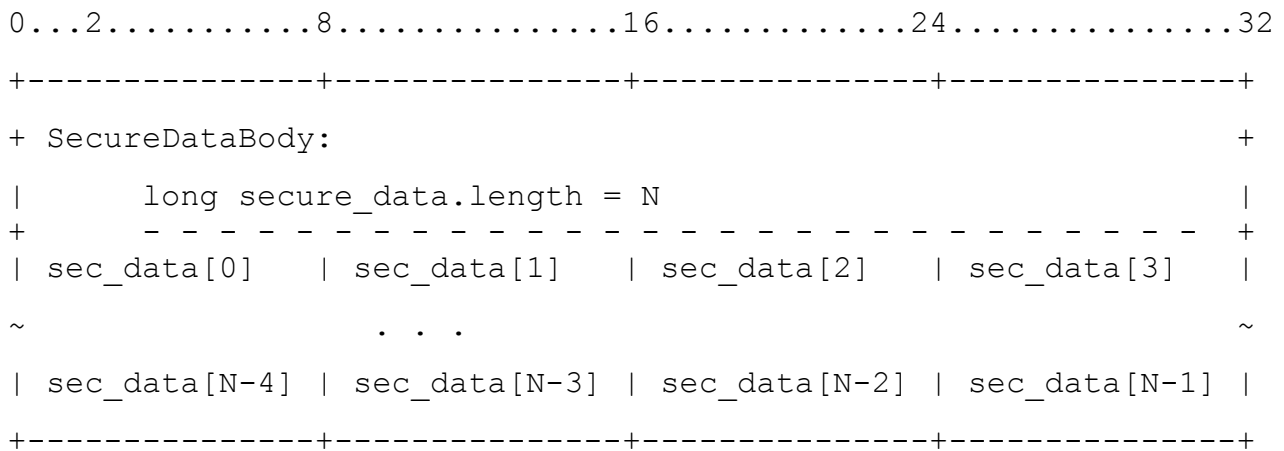 0...2...........8...............16.............24...............32
+---------------+---------------+---------------+---------------+
+ SecureDataBody: +
| long secure_data.length = N |
+ - - - - - - - - - - - - - - - - - - - - - - - - - - - - +
| sec_data[0] | sec_data[1] | sec_data[2] | sec_data[3] |
~ . . . ~
| sec_data[N-4] | sec_data[N-3] | sec_data[N-2] | sec_data[N-1] |
+---------------+---------------+---------------+---------------+